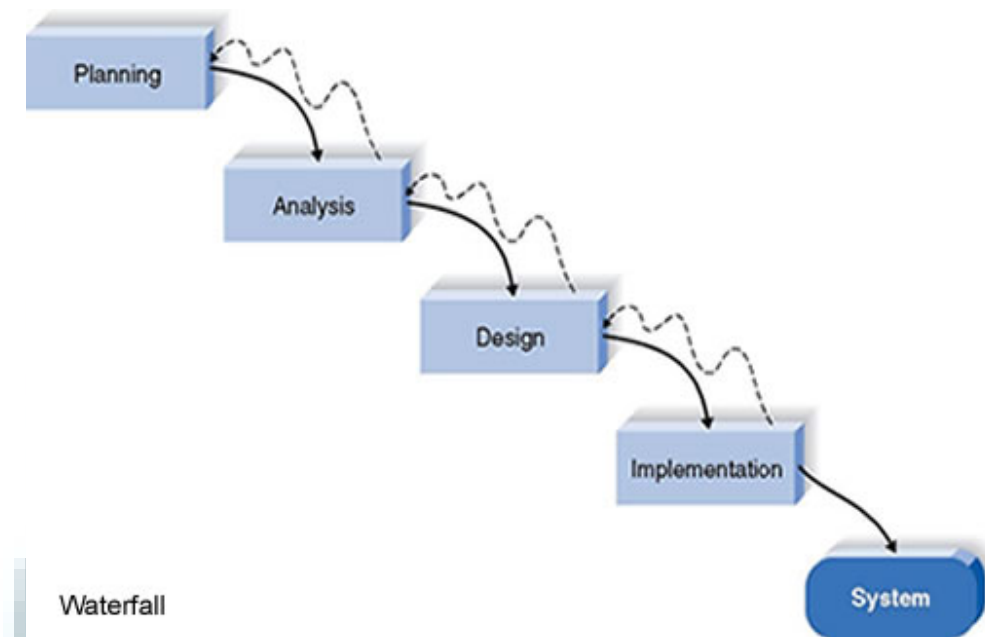 Planning
Analysis
Design
Implementation
System
Waterfall